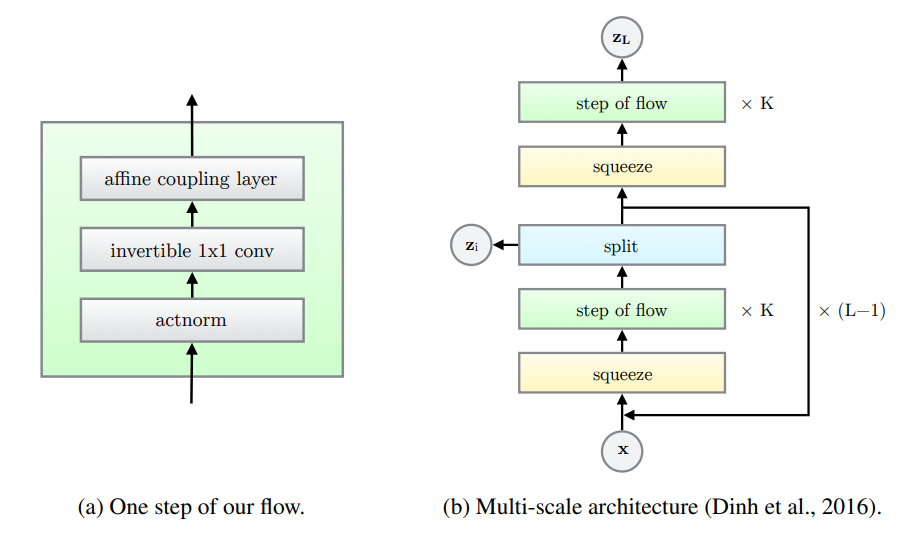 affine coupling layer
invertible 1x1 conv
actnorm
(a) One step of our flow.
zL
step of flow
× K
squeeze
zi
split
step of flow
× K
× (L−1)
squeeze
x
(b) Multi-scale architecture (Dinh et al., 2016).